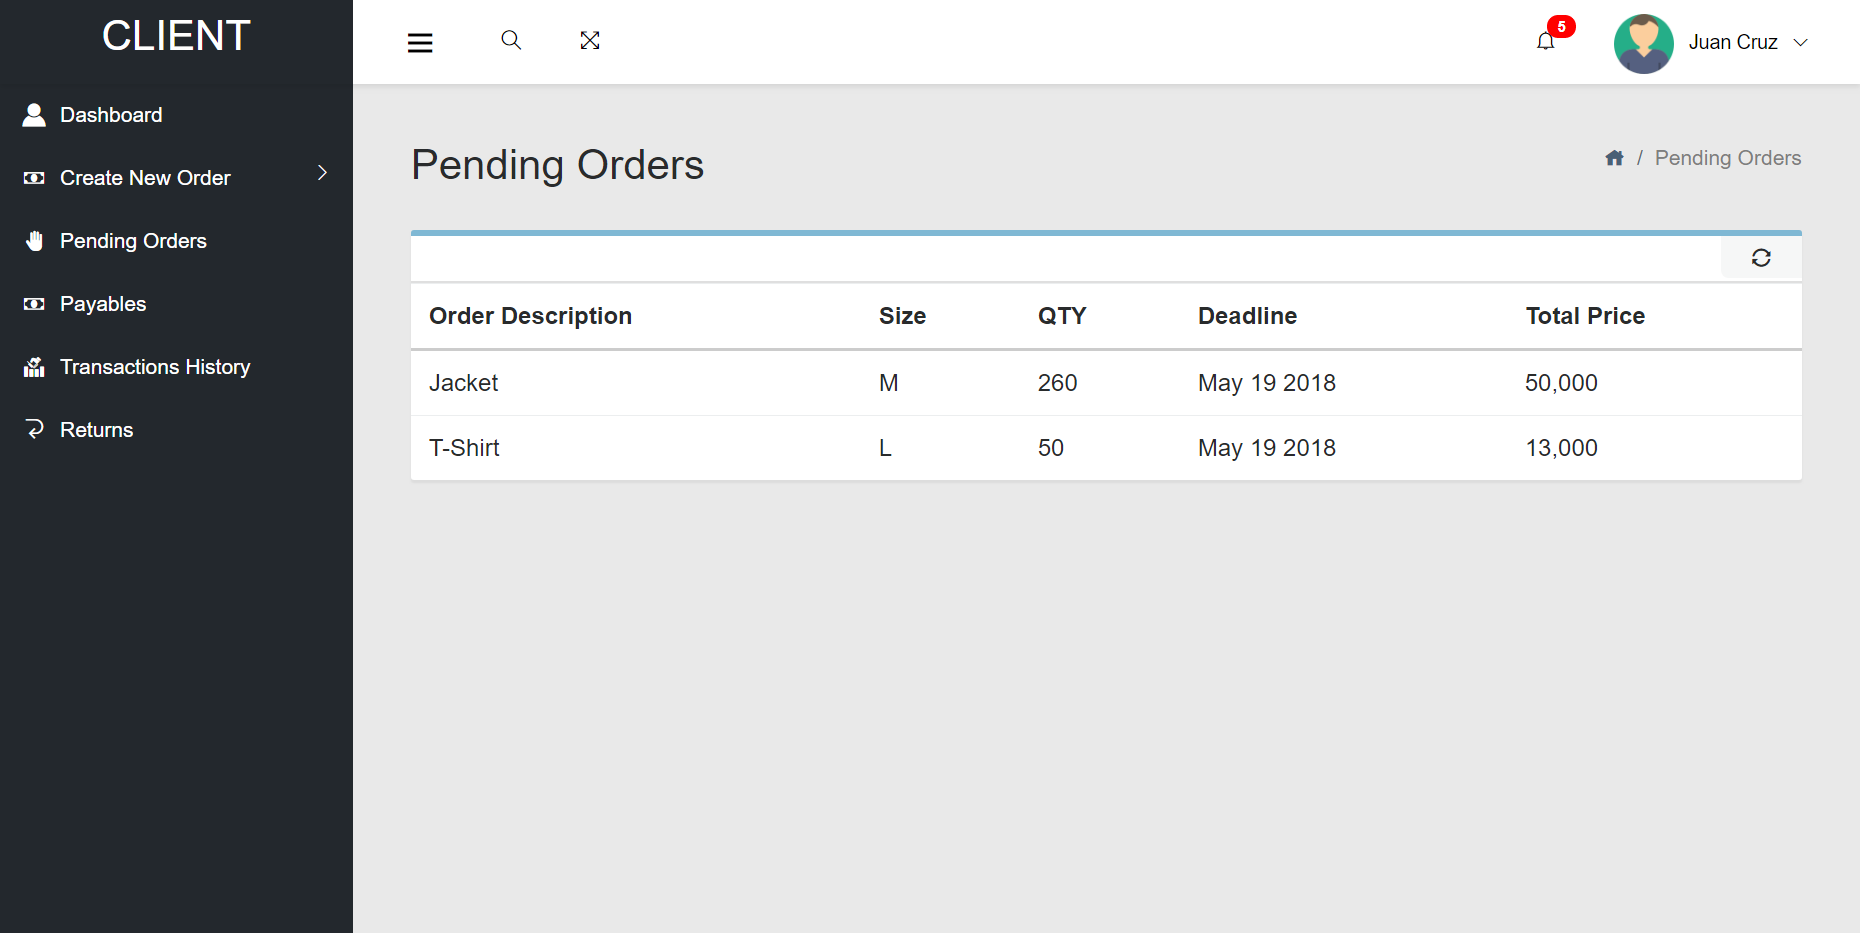 CLIENT
5
Juan Cruz
Dashboard
Create New Order
Pending Orders
Payables
Transactions History
Returns
Pending Orders
/ Pending Orders
Order Description Size QTY Deadline Total Price
Jacket M 260 May 19 2018 50,000
T-Shirt L 50 May 19 2018 13,000